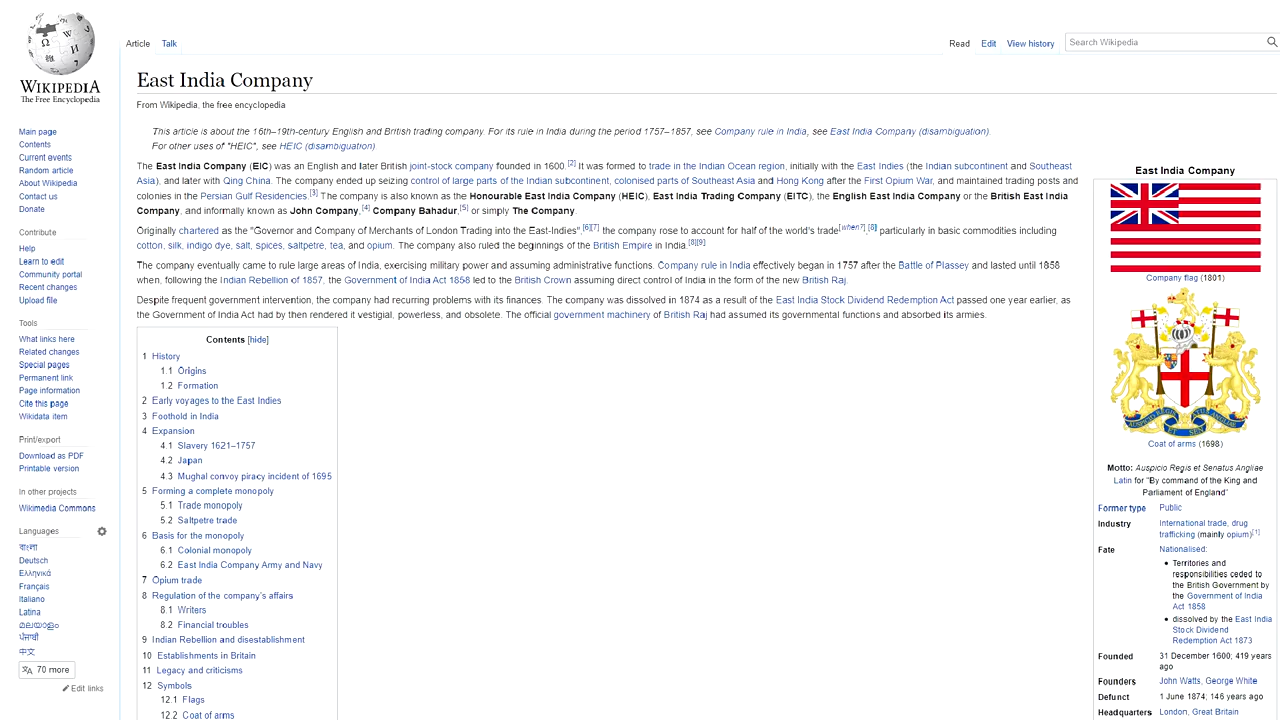 WIKIPEDIA
The Free Encyclopedia
Main page
Contents
Current events
Random article
About Wikipedia
Contact us
Donate
Contribute
Help
Learn to edit
Community portal
Recent changes
Upload file
Tools
What links here
Related changes
Special pages
Permanent link
Page information
Cite this page
Wikidata item
Print/export
Download as PDF
Printable version
In other projects
Wikimedia Commons
Languages
বাংলা
Deutsch
Ελληνικά
Français
Italiano
Latina
മലയാളം
ਪੰਜਾਬੀ
中文
70 more
Edit links
Article Talk
Read Edit View history Search Wikipedia
East India Company
From Wikipedia, the free encyclopedia
This article is about the 16th–19th-century English and British trading company. For its rule in India during the period 1757–1857, see Company rule in India, see East India Company (disambiguation).
For other uses of "HEIC", see HEIC (disambiguation)
The East India Company (EIC) was an English and later British joint-stock company founded in 1600.[2] It was formed to trade in the Indian Ocean region, initially with the East Indies (the Indian subcontinent and Southeast
Asia), and later with Qing China. The company ended up seizing control of large parts of the Indian subcontinent, colonised parts of Southeast Asia and Hong Kong after the First Opium War, and maintained trading posts and
colonies in the Persian Gulf Residencies.[3] The company is also known as the Honourable East India Company (HEIC), East India Trading Company (EITC), the English East India Company or the British East India
Company, and informally known as John Company,[4] Company Bahadur,[5] or simply The Company.
Originally chartered as the "Governor and Company of Merchants of London Trading into the East-Indies",[6][7] the company rose to account for half of the world's trade[when?],[8] particularly in basic commodities including
cotton, silk, indigo dye, salt, spices, saltpetre, tea, and opium. The company also ruled the beginnings of the British Empire in India.[8][9]
The company eventually came to rule large areas of India, exercising military power and assuming administrative functions. Company rule in India effectively began in 1757 after the Battle of Plassey and lasted until 1858
when, following the Indian Rebellion of 1857, the Government of India Act 1858 led to the British Crown assuming direct control of India in the form of the new British Raj.
Despite frequent government intervention, the company had recurring problems with its finances. The company was dissolved in 1874 as a result of the East India Stock Dividend Redemption Act passed one year earlier, as
the Government of India Act had by then rendered it vestigial, powerless, and obsolete. The official government machinery of British Raj had assumed its governmental functions and absorbed its armies.
Contents [hide]
1 History
1.1 Origins
1.2 Formation
2 Early voyages to the East Indies
3 Foothold in India
4 Expansion
4.1 Slavery 1621–1757
4.2 Japan
4.3 Mughal convoy piracy incident of 1695
5 Forming a complete monopoly
5.1 Trade monopoly
5.2 Saltpetre trade
6 Basis for the monopoly
6.1 Colonial monopoly
6.2 East India Company Army and Navy
7 Opium trade
8 Regulation of the company's affairs
8.1 Writers
8.2 Financial troubles
9 Indian Rebellion and disestablishment
10 Establishments in Britain
11 Legacy and criticisms
12 Symbols
12.1 Flags
12.2 Coat of arms
East India Company
Company flag (1801)
Coat of arms (1698)
Motto: Auspicio Regis et Senatus Angliae
Latin for "By command of the King and
Parliament of England"
Former type Public
Industry International trade, drug
trafficking (mainly opium)[1]
Fate Nationalised:
• Territories and
responsibilities ceded to
the British Government by
the Government of India
Act 1858
• dissolved by the East India
Stock Dividend
Redemption Act 1873
Founded 31 December 1600; 419 years
ago
Founders John Watts, George White
Defunct 1 June 1874; 146 years ago
Headquarters London, Great Britain